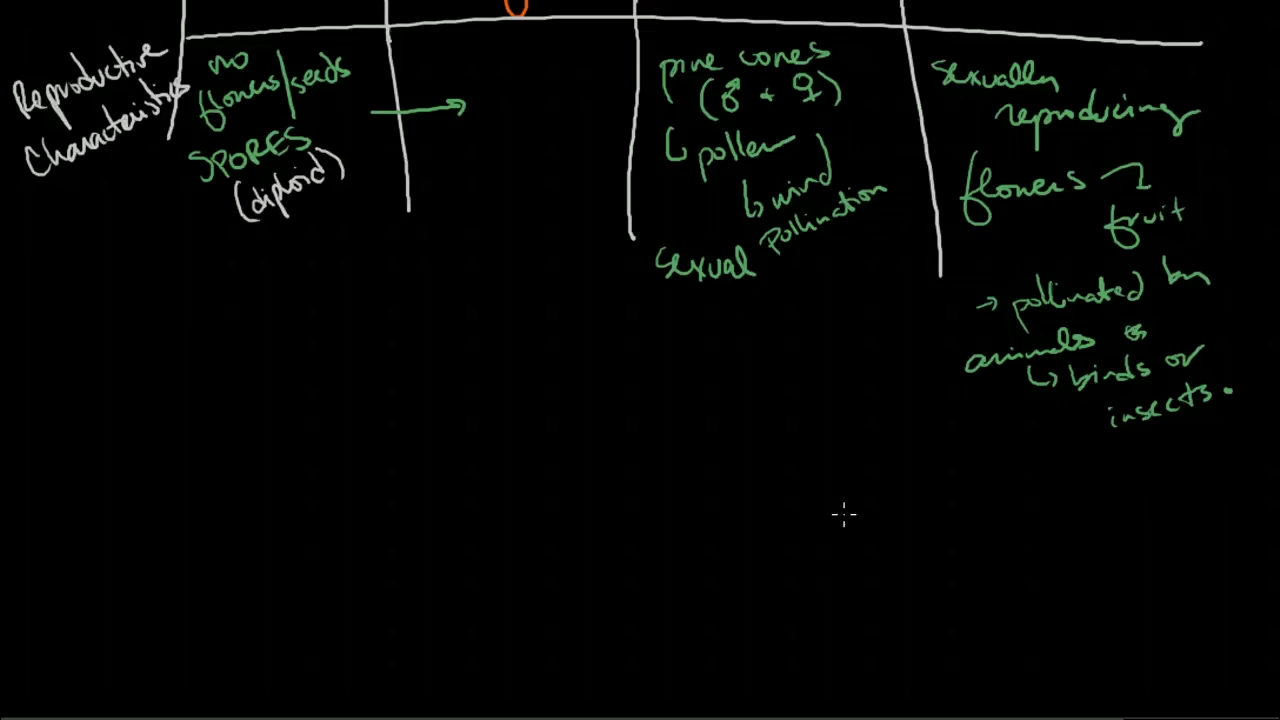 Reproductive
Characteristics
no
flowers/seeds
SPORES
(diploid)
pine cones
(♂ + ♀)
↳ pollen
↳ wind
pollination
sexual
sexually
reproducing
flowers
fruit
→ pollinated by
animals
↳ birds or
insects.